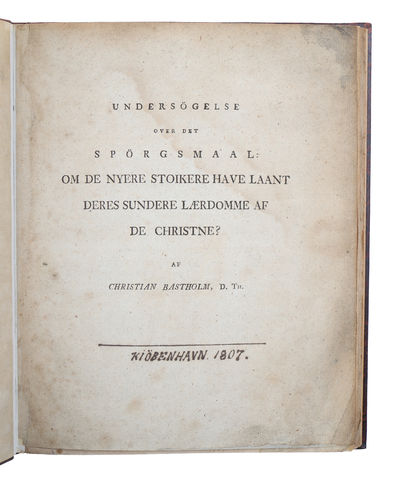 UNDERSÖGELSE
OVER DET
SPÖRGSMAAL:
OM DE NYERE STOIKERE HAVE LAANT
DERES SUNDERE LÆRDOMME AF
DE CHRISTNE?
AF
CHRISTIAN BASTHOLM, D. TH.
KIÖBENHAVN 1807.